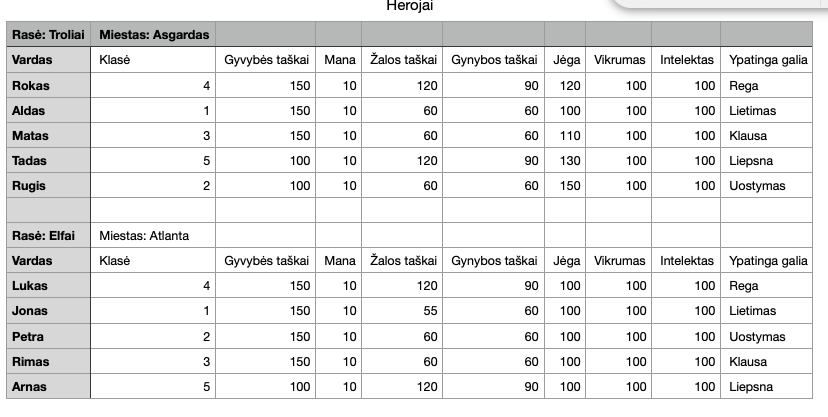 Herojai
Rasė: Troliai Miestas: Asgardas
Vardas Klasė Gyvybės taškai Mana Žalos taškai Gynybos taškai Jėga Vikrumas Intelektas Ypatinga galia
Rokas 4 150 10 120 90 120 100 100 Rega
Aldas 1 150 10 60 60 100 100 100 Lietimas
Matas 3 150 10 60 60 110 100 100 Klausa
Tadas 5 100 10 120 90 130 100 100 Liepsna
Rugis 2 100 10 60 60 150 100 100 Uostymas
Rasė: Elfai Miestas: Atlanta
Vardas Klasė Gyvybės taškai Mana Žalos taškai Gynybos taškai Jėga Vikrumas Intelektas Ypatinga galia
Lukas 4 150 10 120 90 100 100 100 Rega
Jonas 1 150 10 55 60 100 100 100 Lietimas
Petra 2 150 10 60 60 100 100 100 Uostymas
Rimas 3 150 10 60 60 100 100 100 Klausa
Arnas 5 100 10 120 90 100 100 100 Liepsna